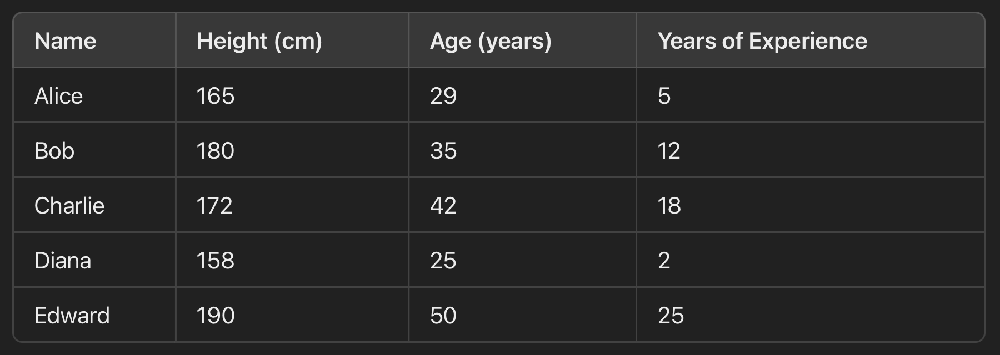 Name Height (cm) Age (years) Years of Experience
Alice 165 29 5
Bob 180 35 12
Charlie 172 42 18
Diana 158 25 2
Edward 190 50 25